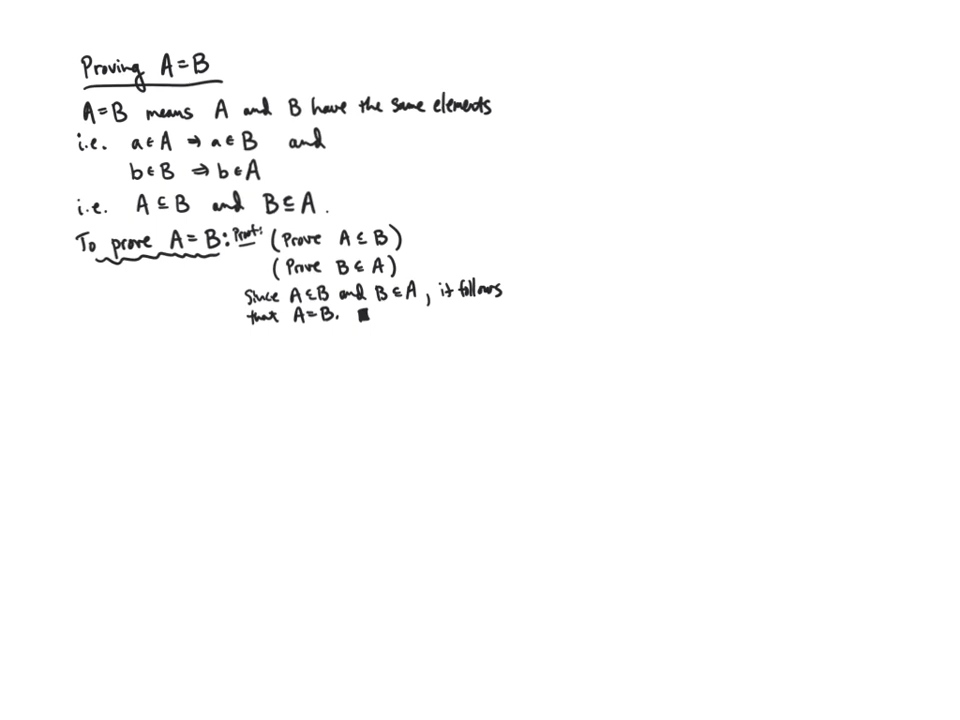 Proving A=B
A=B means A and B have the same elements
i.e. a∈A ⇒ a∈B and
b∈B ⇒ b∈A
i.e. A⊆B and B⊆A.
To prove A=B: Proof: (Prove A⊆B)
(Prove B⊆A)
Since A⊆B and B⊆A, it follows
that A=B. ■